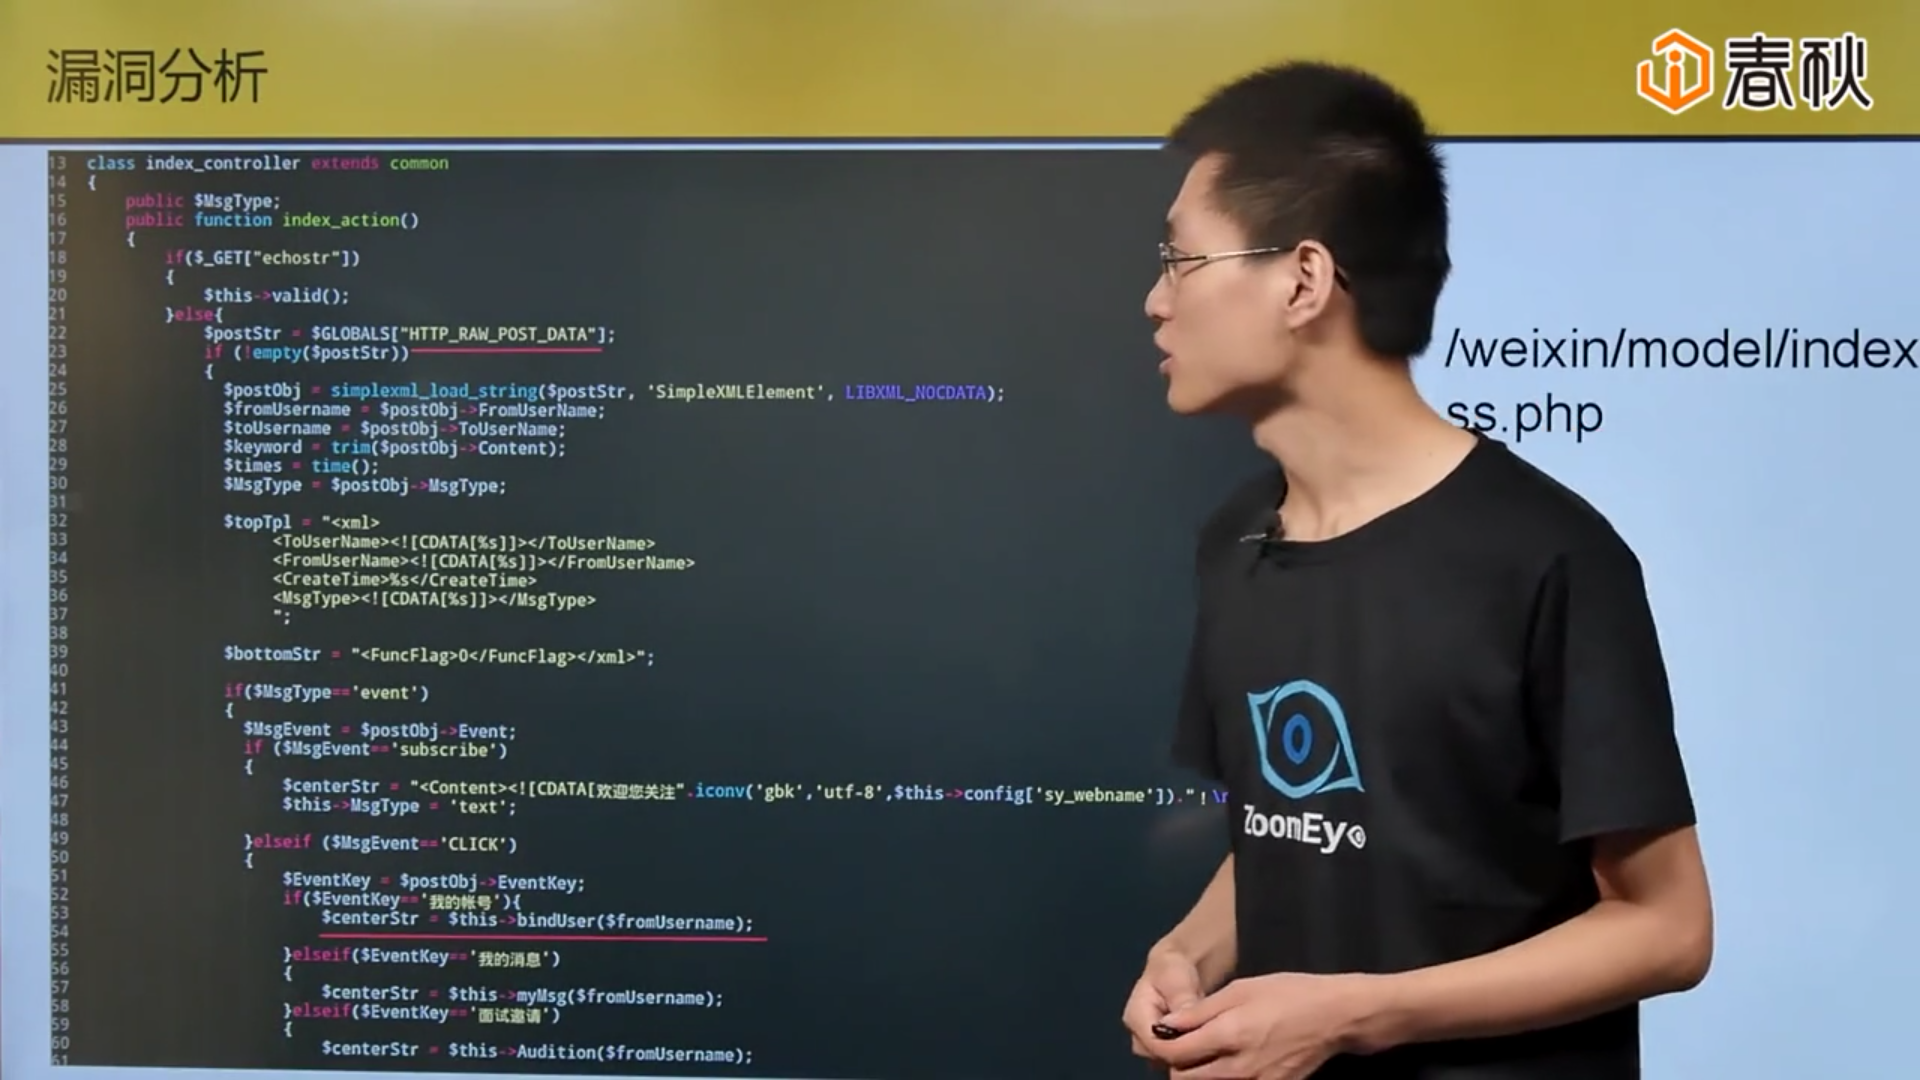 漏洞分析
春秋
13 class index_controller extends common
14 {
15 public $MsgType;
16 public function index_action()
17 {
18 if($_GET["echostr"])
19 {
20 $this->valid();
21 }else{
22 $postStr = $GLOBALS["HTTP_RAW_POST_DATA"];
23 if (!empty($postStr))
24 {
25 $postObj = simplexml_load_string($postStr, 'SimpleXMLElement', LIBXML_NOCDATA);
26 $fromUsername = $postObj->FromUserName;
27 $toUsername = $postObj->ToUserName;
28 $keyword = trim($postObj->Content);
29 $times = time();
30 $MsgType = $postObj->MsgType;
31
32 $topTpl = "<xml>
33 <ToUserName><![CDATA[%s]]></ToUserName>
34 <FromUserName><![CDATA[%s]]></FromUserName>
35 <CreateTime>%s</CreateTime>
36 <MsgType><![CDATA[%s]]></MsgType>
37 ";
38
39 $bottomStr = "<FuncFlag>0</FuncFlag></xml>";
40
41 if($MsgType=='event')
42 {
43 $MsgEvent = $postObj->Event;
44 if ($MsgEvent=='subscribe')
45 {
46 $centerStr = "<Content><![CDATA[欢迎您关注".iconv('gbk','utf-8',$this->config['sy_webname'])."！\r
47 $this->MsgType = 'text';
48
49 }elseif ($MsgEvent=='CLICK')
50 {
51 $EventKey = $postObj->EventKey;
52 if($EventKey=='我的帐号'){
53 $centerStr = $this->bindUser($fromUsername);
54
55 }elseif($EventKey=='我的消息')
56 {
57 $centerStr = $this->myMsg($fromUsername);
58 }elseif($EventKey=='面试邀请')
59 {
60 $centerStr = $this->Audition($fromUsername);
61
/weixin/model/index
ss.php
ZoomEye